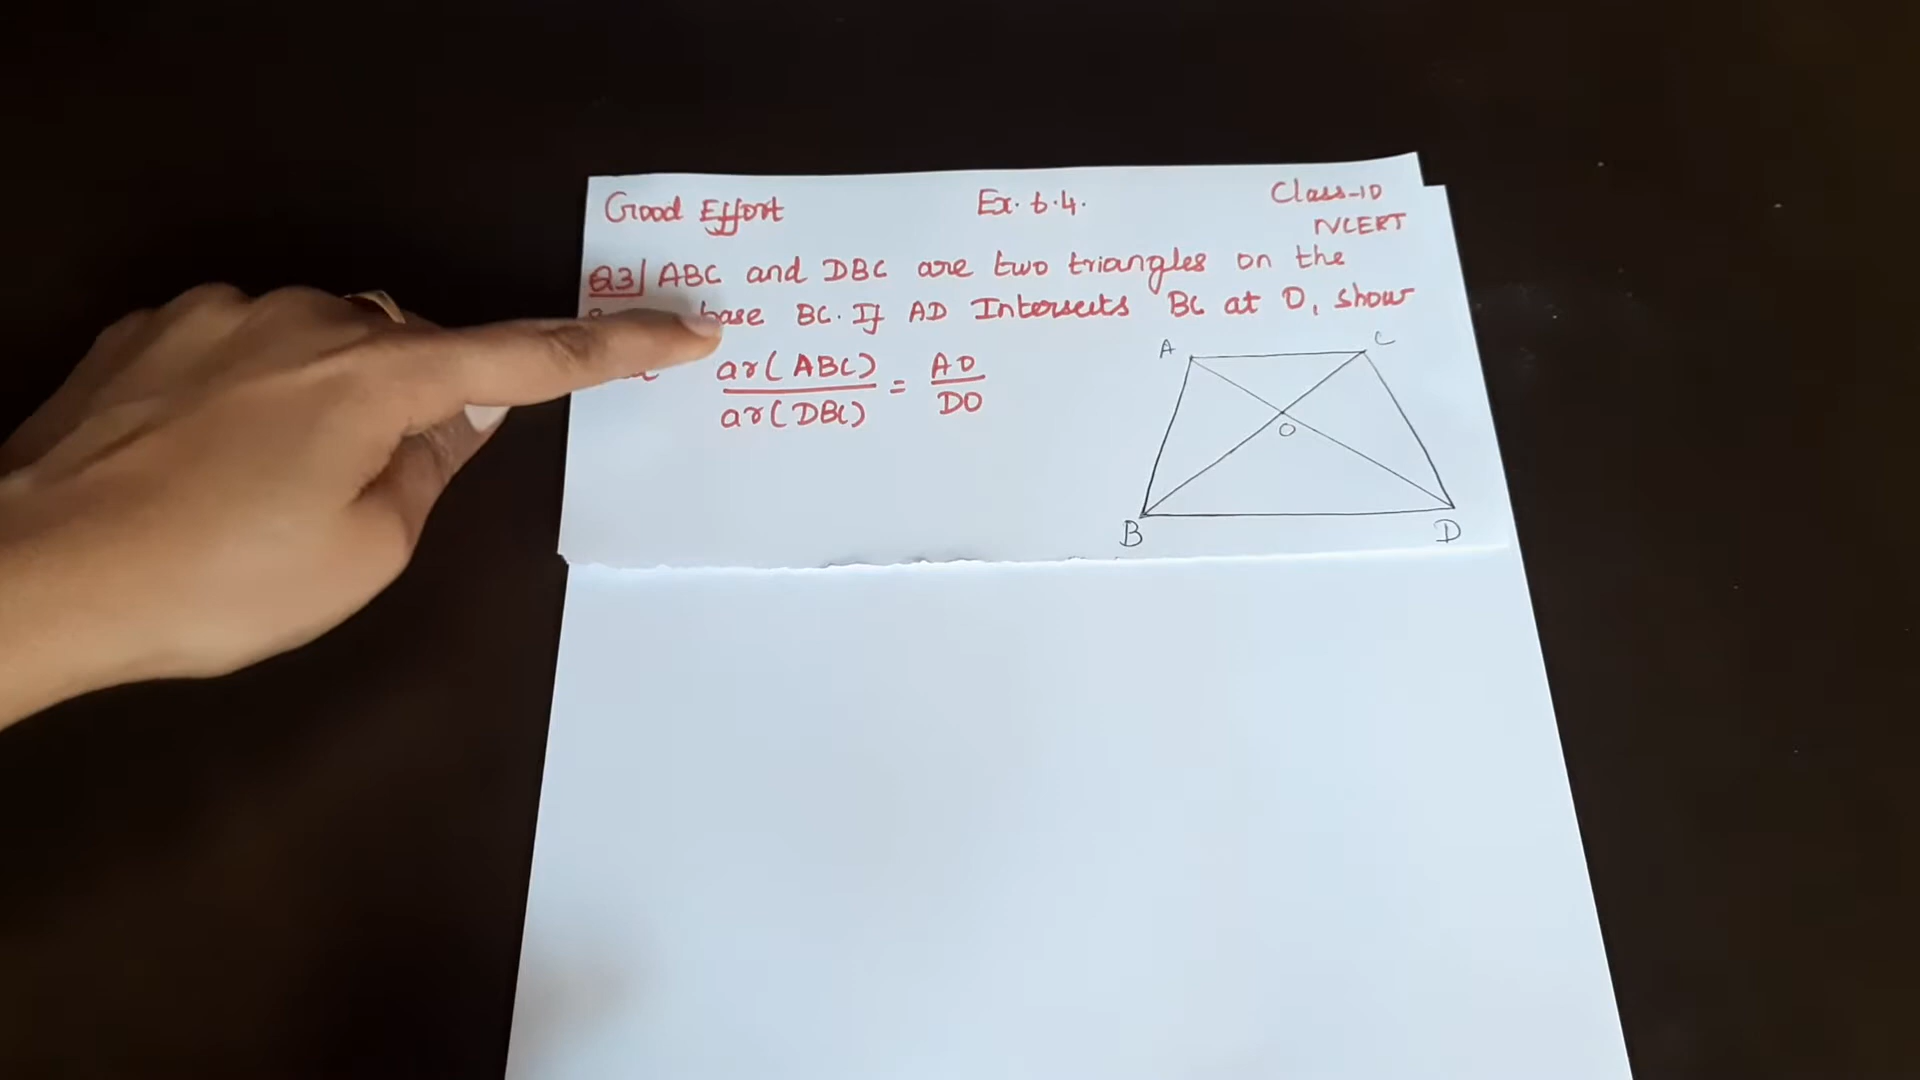 Good Effort Ex. 6.4. Class-10
NCERT
Q3| ABC and DBC are two triangles on the
base BC. If AD Intersects BC at O, show
ar(ABC) = AO
ar(DBC) DO
A C
O
B D